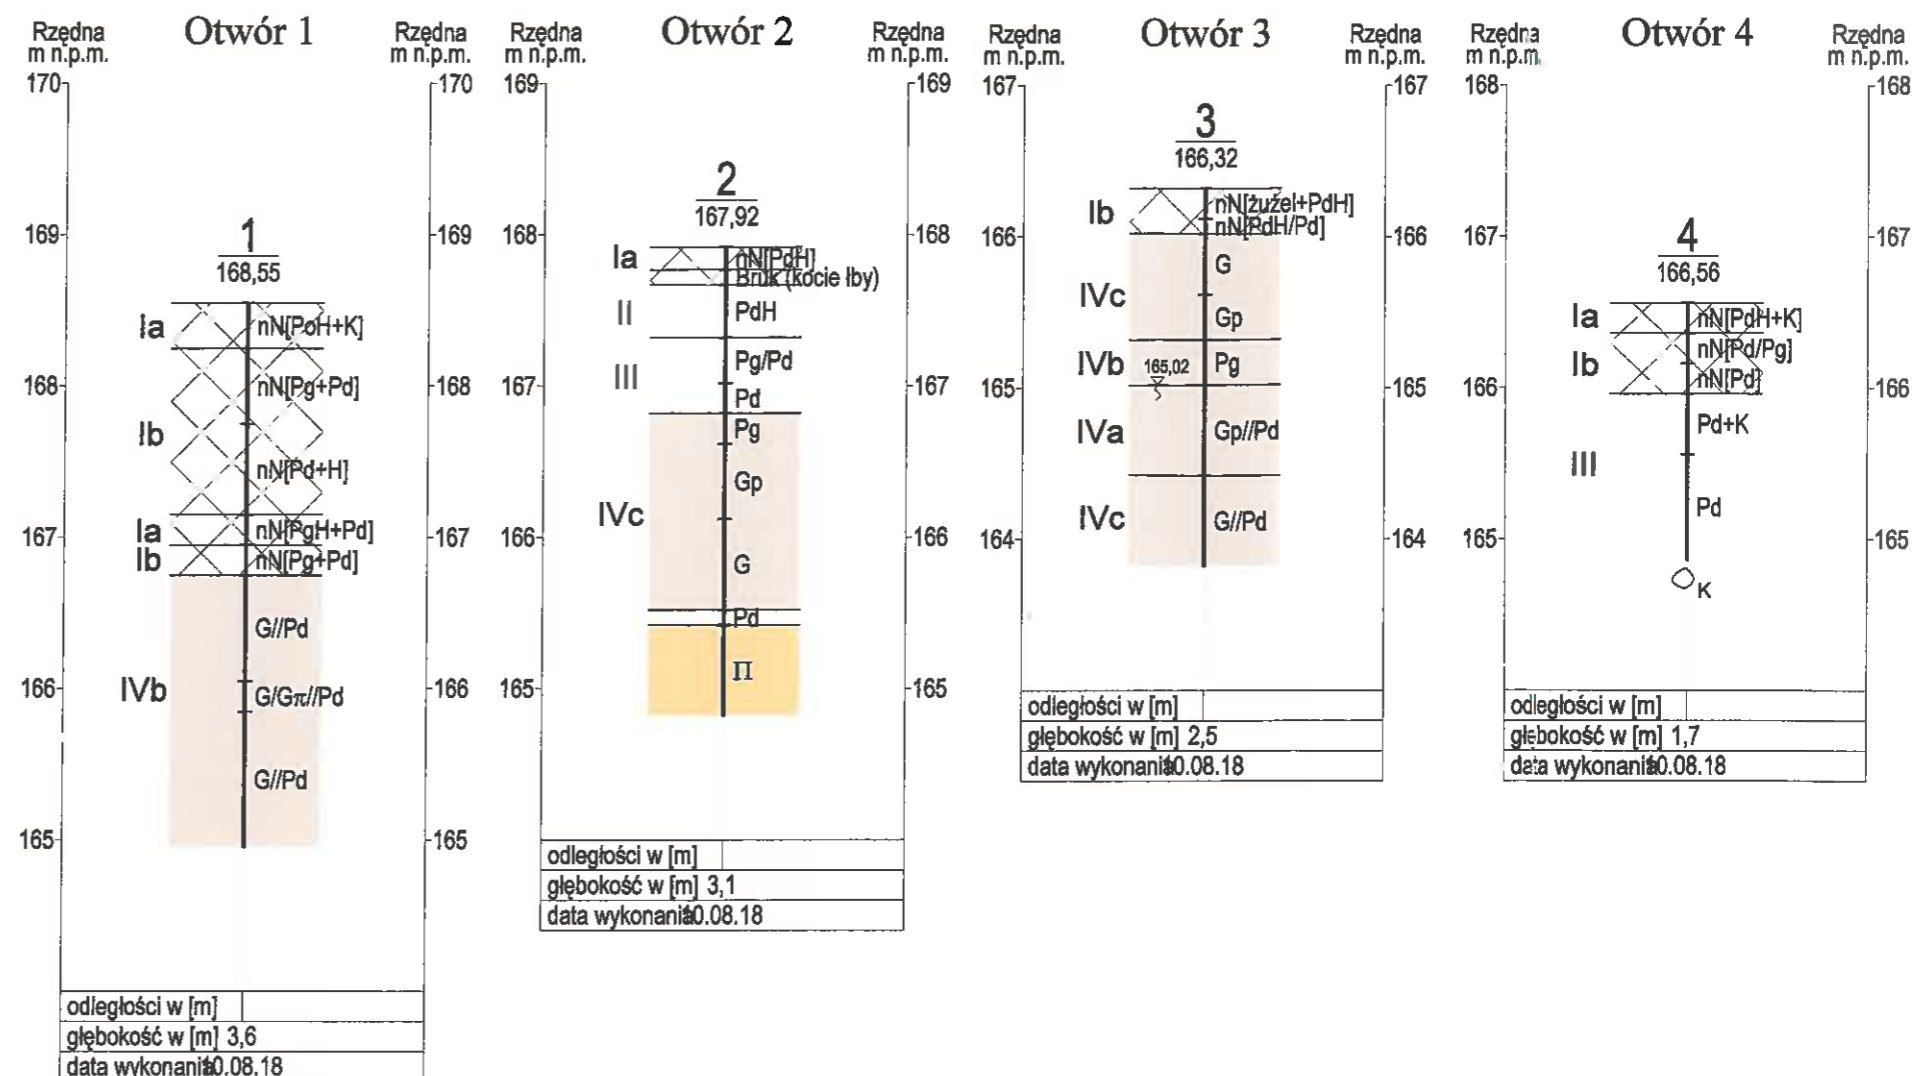 Otwór 1
Rzędna
m n.p.m.
Rzędna
m n.p.m.
170
170
169
169
168
168
167
167
166
166
165
165
1
168,55
Ia
nN[PoH+K]
Ib
nN[Pg+Pd]
nN[Pd+H]
Ia
nN[PgH+Pd]
Ib
nN[Pg+Pd]
IVb
G//Pd
G/Gπ//Pd
G//Pd
odległości w [m]
głębokość w [m] 3,6
data wykonania 10.08.18
Otwór 2
Rzędna
m n.p.m.
Rzędna
m n.p.m.
169
169
168
168
167
167
166
166
165
165
2
167,92
Ia
nN[PdH]
Bruk (kocie łby)
II
PdH
III
Pg/Pd
Pd
IVc
Pg
Gp
G
Pd
Π
odległości w [m]
głębokość w [m] 3,1
data wykonania 10.08.18
Otwór 3
Rzędna
m n.p.m.
Rzędna
m n.p.m.
167
167
166
166
165
165
164
164
3
166,32
Ib
nN[żużel+PdH]
nN[PdH/Pd]
IVc
G
Gp
IVb
165,02
Pg
IVa
Gp//Pd
IVc
G//Pd
odległości w [m]
głębokość w [m] 2,5
data wykonania 10.08.18
Otwór 4
Rzędna
m n.p.m.
Rzędna
m n.p.m.
168
168
167
167
166
166
165
165
4
166,56
Ia
nN[PdH+K]
Ib
nN[Pd/Pg]
nN[Pd]
III
Pd+K
Pd
K
odległości w [m]
głębokość w [m] 1,7
data wykonania 10.08.18